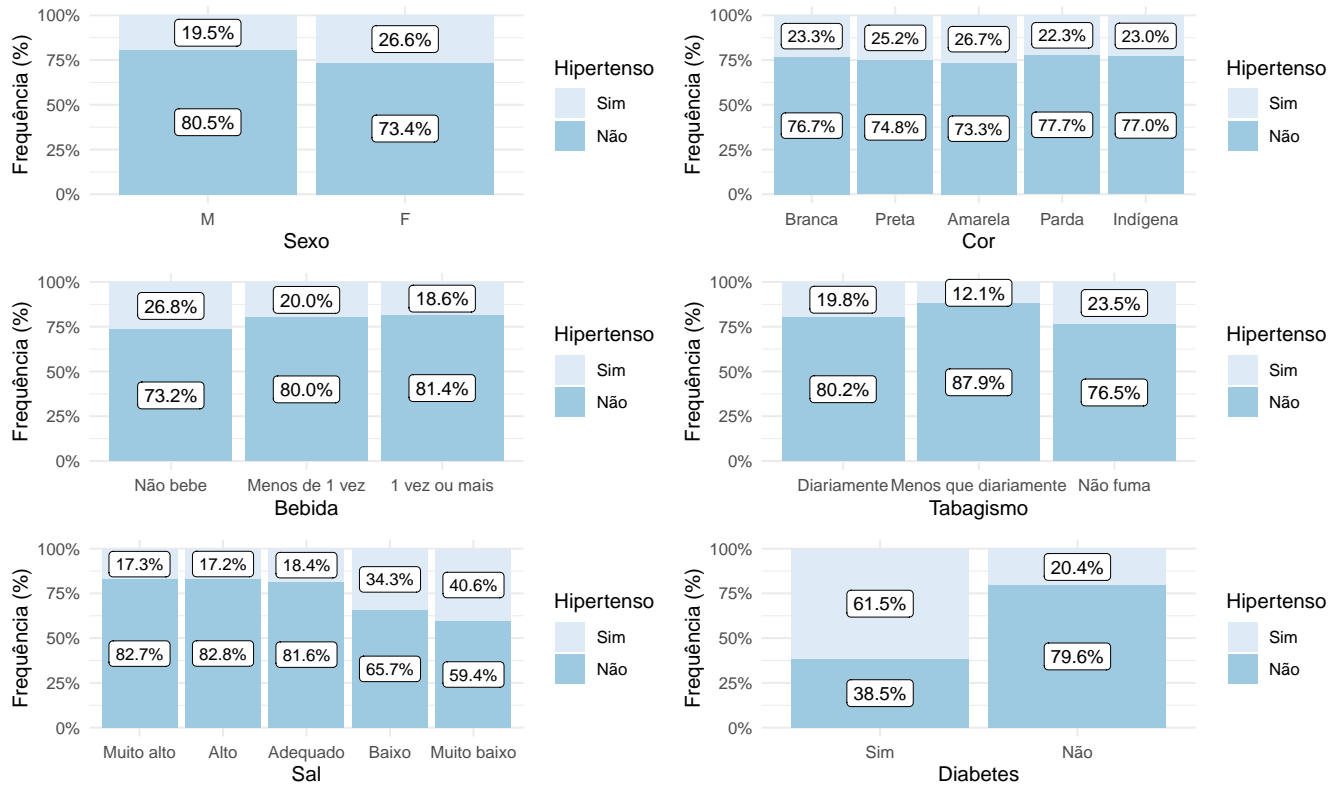 100%
75%
50%
25%
0%
Frequência (%)
19.5%
26.6%
80.5%
73.4%
M F
Sexo
Hipertenso
Sim
Não
100%
75%
50%
25%
0%
Frequência (%)
23.3% 25.2% 26.7% 22.3% 23.0%
76.7% 74.8% 73.3% 77.7% 77.0%
Branca Preta Amarela Parda Indígena
Cor
Hipertenso
Sim
Não
100%
75%
50%
25%
0%
Frequência (%)
26.8% 20.0% 18.6%
73.2% 80.0% 81.4%
Não bebe Menos de 1 vez 1 vez ou mais
Bebida
Hipertenso
Sim
Não
100%
75%
50%
25%
0%
Frequência (%)
19.8% 12.1% 23.5%
80.2% 87.9% 76.5%
Diariamente Menos que diariamente Não fuma
Tabagismo
Hipertenso
Sim
Não
100%
75%
50%
25%
0%
Frequência (%)
17.3% 17.2% 18.4% 34.3% 40.6%
82.7% 82.8% 81.6% 65.7% 59.4%
Muito alto Alto Adequado Baixo Muito baixo
Sal
Hipertenso
Sim
Não
100%
75%
50%
25%
0%
Frequência (%)
61.5% 20.4%
38.5% 79.6%
Sim Não
Diabetes
Hipertenso
Sim
Não